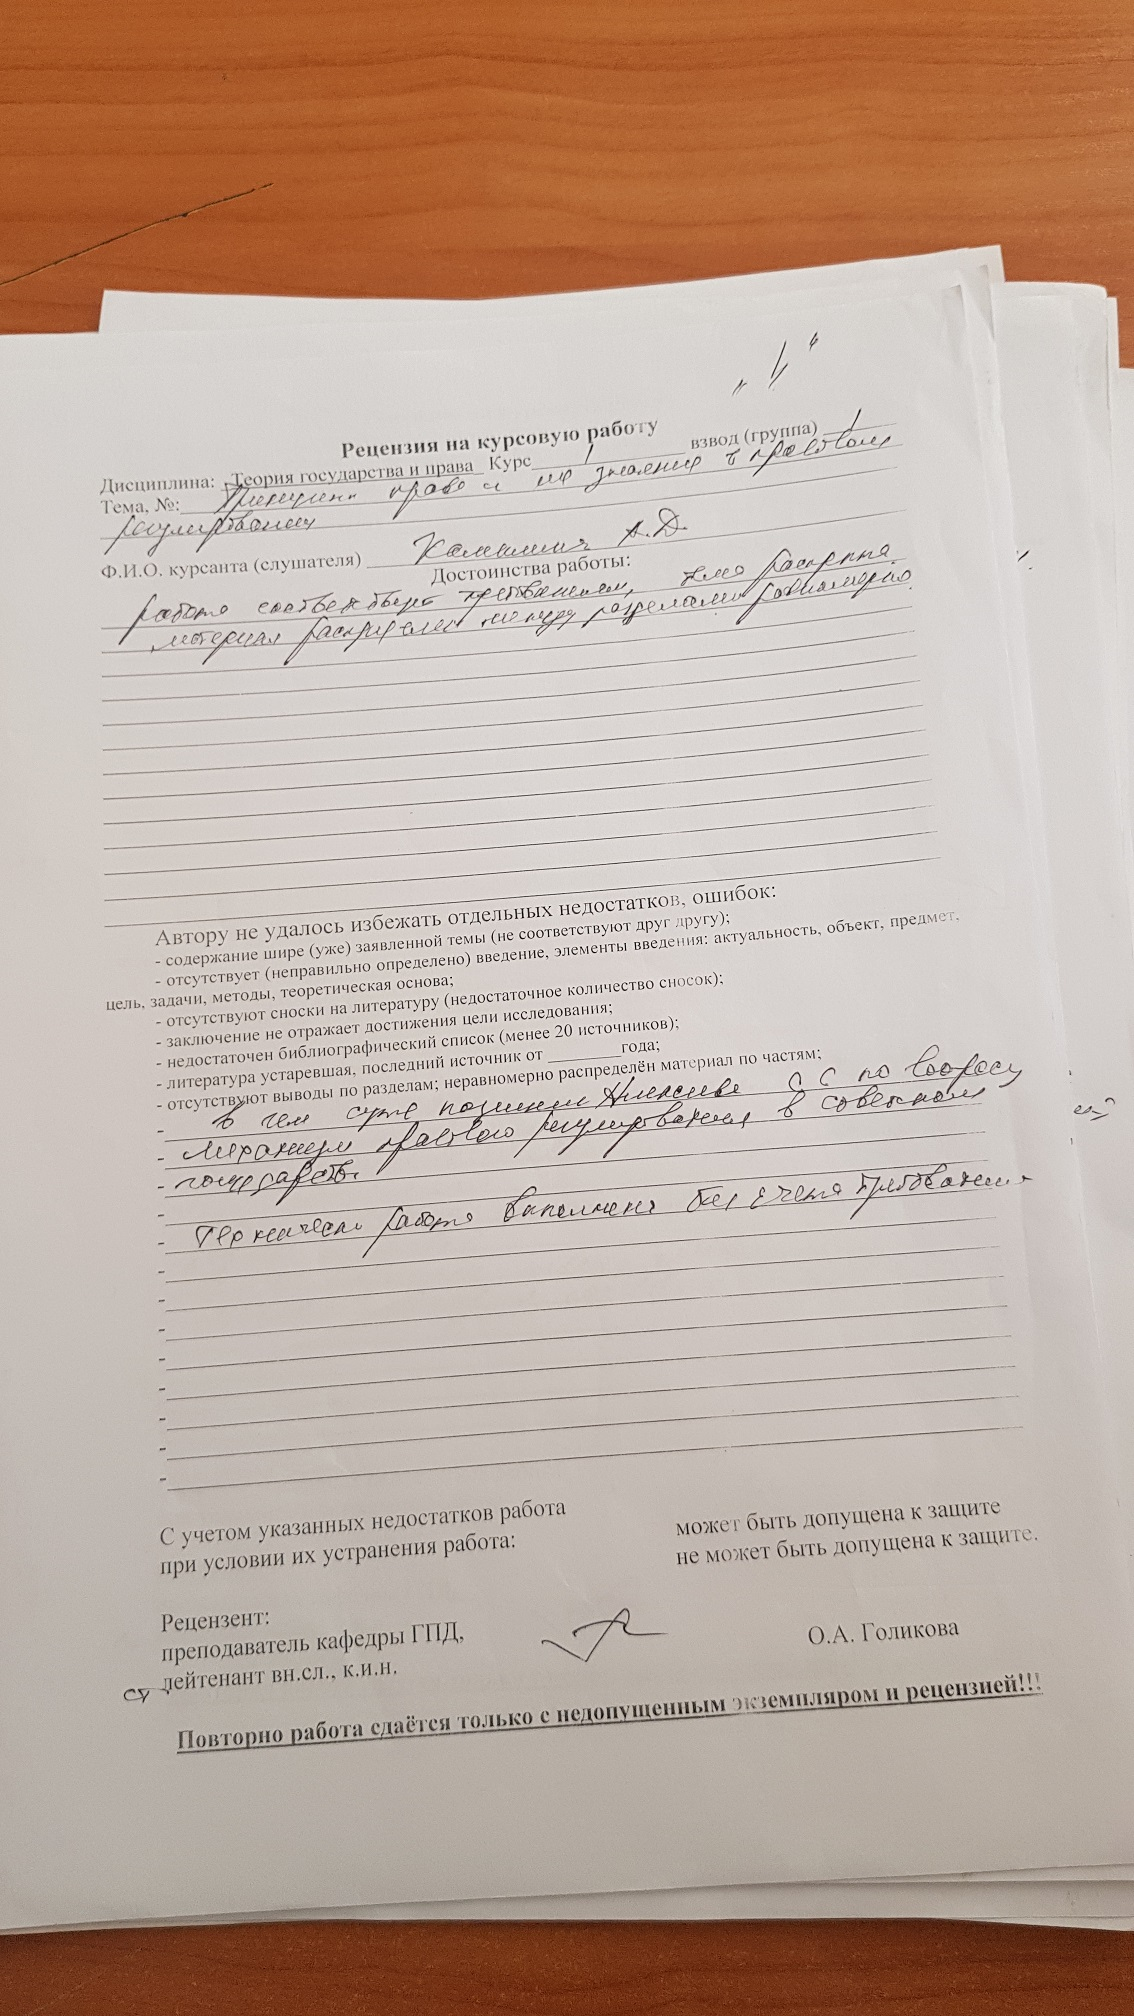 „ 4 “
Рецензия на курсовую работу
Дисциплина: Теория государства и права Курс 1 взвод (группа) 1
Тема, №: Принципы права и их значение в правовом
регулировании
Ф.И.О. курсанта (слушателя) А.Д.
Достоинства работы:
Работа соответствует требованиям, тема раскрыта
материал распределен между разделами равномерно.
Автору не удалось избежать отдельных недостатков, ошибок:
- содержание шире (уже) заявленной темы (не соответствуют друг другу);
- отсутствует (неправильно определено) введение, элементы введения: актуальность, объект, предмет,
цель, задачи, методы, теоретическая основа;
- отсутствуют сноски на литературу (недостаточное количество сносок);
- заключение не отражает достижения цели исследования;
- недостаточен библиографический список (менее 20 источников);
- литература устаревшая, последний источник от ________года;
- отсутствуют выводы по разделам; неравномерно распределён материал по частям;
- В чем суть позиции Алексеева С С по вопросу
- механизм правового регулирования в советском
- государстве.
-
- Технически работа выполнена без учета требований
-
-
-
-
-
-
-
-
С учетом указанных недостатков работа
при условии их устранения работа:
может быть допущена к защите
не может быть допущена к защите.
Рецензент:
преподаватель кафедры ГПД,
ст лейтенант вн.сл., к.и.н.
О.А. Голикова
Повторно работа сдаётся только с недопущенным экземпляром и рецензией!!!